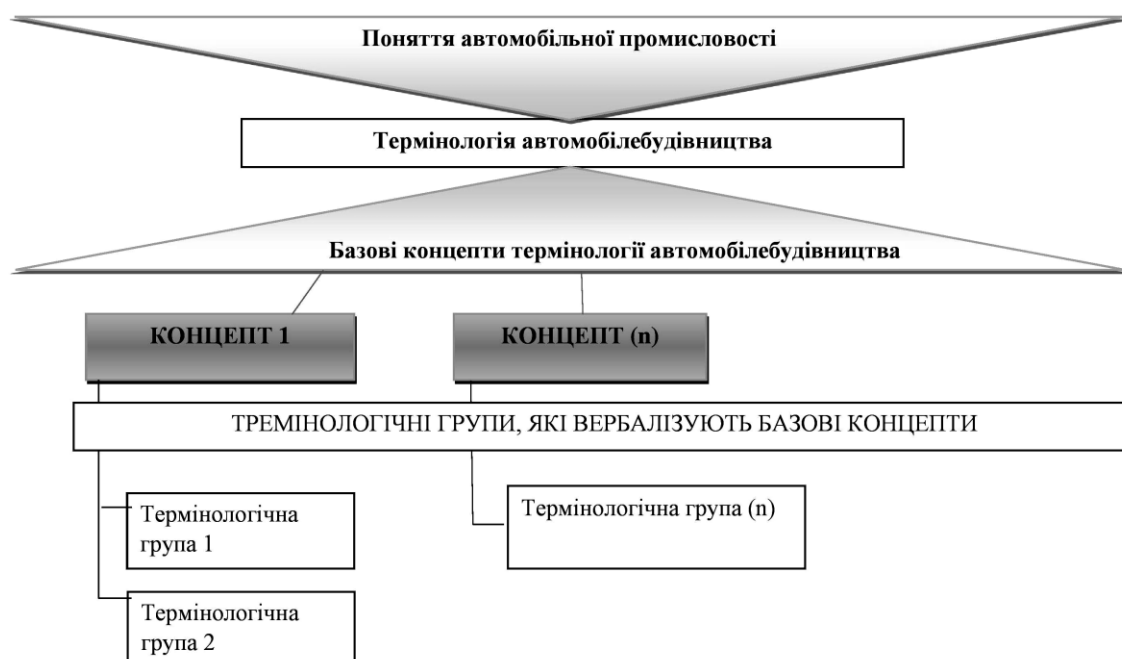 Поняття автомобільної промисловості
Термінологія автомобілебудівництва
Базові концепти термінології автомобілебудівництва
КОНЦЕПТ 1
КОНЦЕПТ (n)
ТРЕМІНОЛОГІЧНІ ГРУПИ, ЯКІ ВЕРБАЛІЗУЮТЬ БАЗОВІ КОНЦЕПТИ
Термінологічна
група 1
Термінологічна група (n)
Термінологічна
група 2